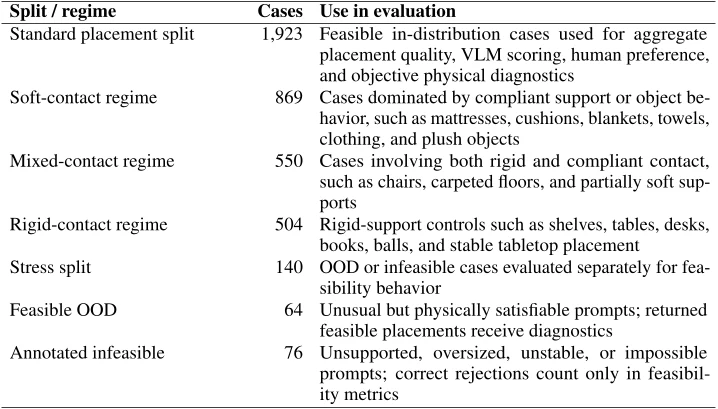 Split / regime Cases Use in evaluation
Standard placement split 1,923 Feasible in-distribution cases used for aggregate
placement quality, VLM scoring, human preference,
and objective physical diagnostics
Soft-contact regime 869 Cases dominated by compliant support or object be-
havior, such as mattresses, cushions, blankets, towels,
clothing, and plush objects
Mixed-contact regime 550 Cases involving both rigid and compliant contact,
such as chairs, carpeted floors, and partially soft sup-
ports
Rigid-contact regime 504 Rigid-support controls such as shelves, tables, desks,
books, balls, and stable tabletop placement
Stress split 140 OOD or infeasible cases evaluated separately for fea-
sibility behavior
Feasible OOD 64 Unusual but physically satisfiable prompts; returned
feasible placements receive diagnostics
Annotated infeasible 76 Unsupported, oversized, unstable, or impossible
prompts; correct rejections count only in feasibil-
ity metrics